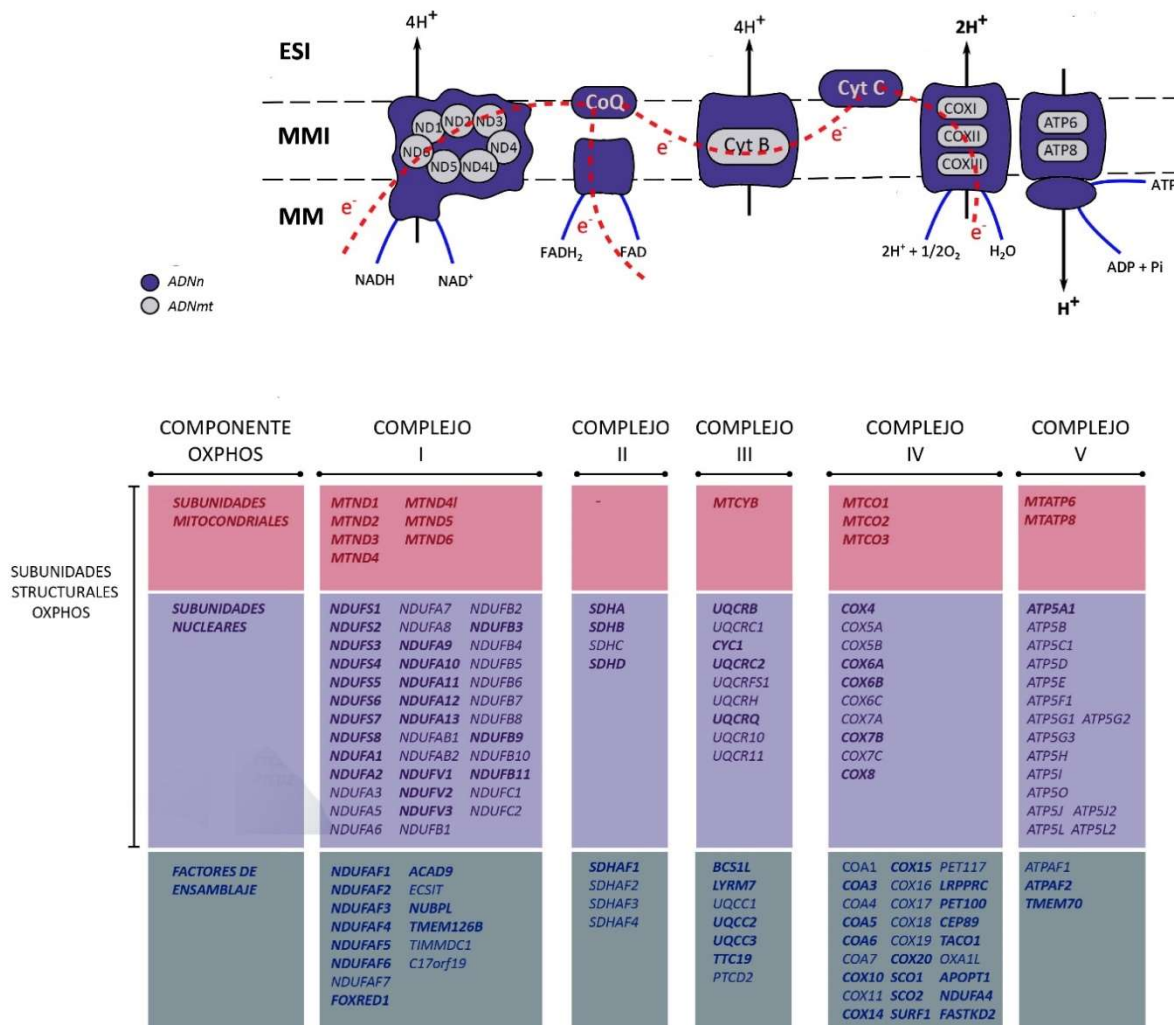 4H+
4H+
2H+
ESI
CoQ
Cyt C
MMI
ND1
ND2
ND3
ND6
ND4
ND5
ND4L
e-
Cyt B
e-
COXI
COXII
COXIII
ATP6
ATP8
MM
e-
e-
e-
ATP
NADH
NAD+
FADH2
FAD
2H+ + 1/2O2
H2O
ADP + Pi
H+
ADNn
ADNmt
COMPONENTE
OXPHOS
COMPLEJO
I
COMPLEJO
II
COMPLEJO
III
COMPLEJO
IV
COMPLEJO
V
SUBUNIDADES
STRUCTURALES
OXPHOS
SUBUNIDADES
MITOCONDRIALES
MTND1 MTND4l
MTND2 MTND5
MTND3 MTND6
MTND4
-
MTCYB
MTCO1
MTCO2
MTCO3
MTATP6
MTATP8
SUBUNIDADES
NUCLEARES
NDUFS1 NDUFA7 NDUFB2
NDUFS2 NDUFA8 NDUFB3
NDUFS3 NDUFA9 NDUFB4
NDUFS4 NDUFA10 NDUFB5
NDUFS5 NDUFA11 NDUFB6
NDUFS6 NDUFA12 NDUFB7
NDUFS7 NDUFA13 NDUFB8
NDUFS8 NDUFAB1 NDUFB9
NDUFA1 NDUFAB2 NDUFB10
NDUFA2 NDUFV1 NDUFB11
NDUFA3 NDUFV2 NDUFC1
NDUFA5 NDUFV3 NDUFC2
NDUFA6 NDUFB1
SDHA
SDHB
SDHC
SDHD
UQCRB
UQCRC1
CYC1
UQCRC2
UQCRFS1
UQCRH
UQCRQ
UQCR10
UQCR11
COX4
COX5A
COX5B
COX6A
COX6B
COX6C
COX7A
COX7B
COX7C
COX8
ATP5A1
ATP5B
ATP5C1
ATP5D
ATP5E
ATP5F1
ATP5G1 ATP5G2
ATP5G3
ATP5H
ATP5I
ATP5O
ATP5J ATP5J2
ATP5L ATP5L2
FACTORES DE
ENSAMBLAJE
NDUFAF1 ACAD9
NDUFAF2 ECSIT
NDUFAF3 NUBPL
NDUFAF4 TMEM126B
NDUFAF5 TIMMDC1
NDUFAF6 C17orf19
NDUFAF7
FOXRED1
SDHAF1
SDHAF2
SDHAF3
SDHAF4
BCS1L
LYRM7
UQCC1
UQCC2
UQCC3
TTC19
PTCD2
COA1 COX15 PET117
COA3 COX16 LRPPRC
COA4 COX17 PET100
COA5 COX18 CEP89
COA6 COX19 TACO1
COA7 COX20 OXA1L
COX10 SCO1 APOPT1
COX11 SCO2 NDUFA4
COX14 SURF1 FASTKD2
ATPAF1
ATPAF2
TMEM70